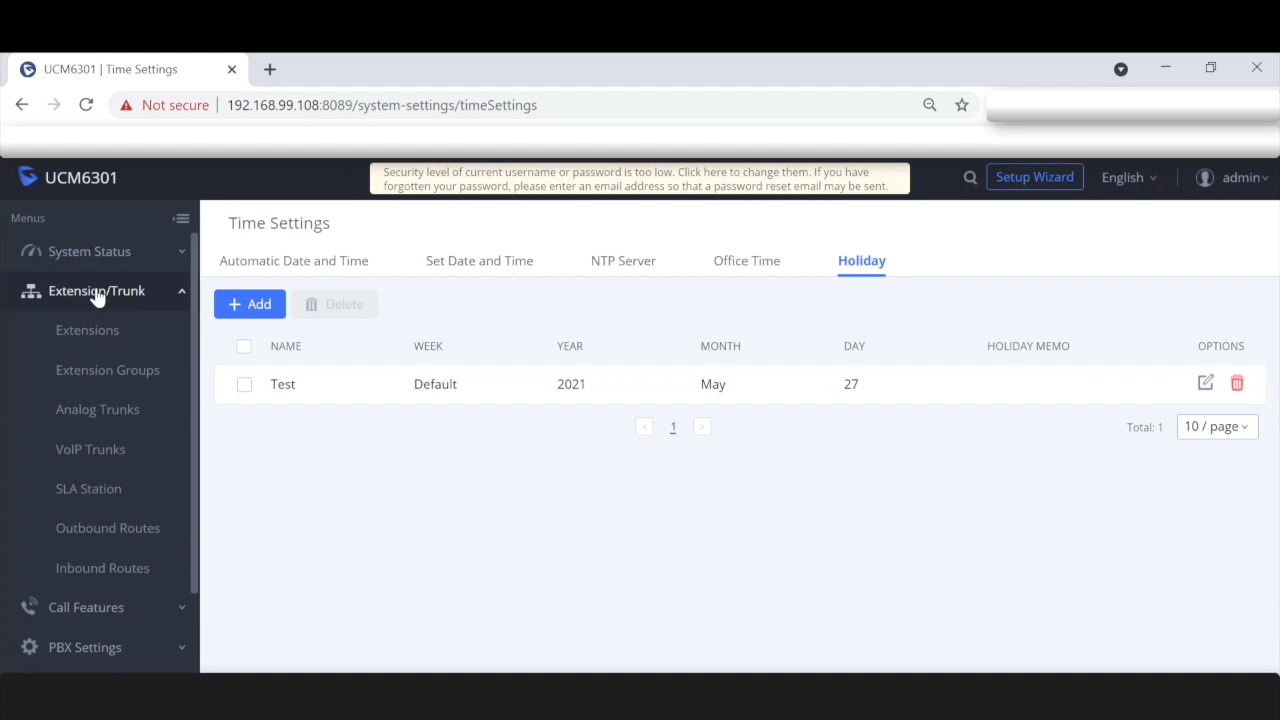 UCM6301 | Time Settings
Not secure | 192.168.99.108:8089/system-settings/timeSettings
UCM6301
Security level of current username or password is too low. Click here to change them. If you have
forgotten your password, please enter an email address so that a password reset email may be sent.
Setup Wizard
English
admin
Menus
System Status
Extension/Trunk
Extensions
Extension Groups
Analog Trunks
VoIP Trunks
SLA Station
Outbound Routes
Inbound Routes
Call Features
PBX Settings
Time Settings
Automatic Date and Time Set Date and Time NTP Server Office Time Holiday
+ Add Delete
NAME WEEK YEAR MONTH DAY HOLIDAY MEMO OPTIONS
Test Default 2021 May 27
< 1 > Total: 1 10 / page